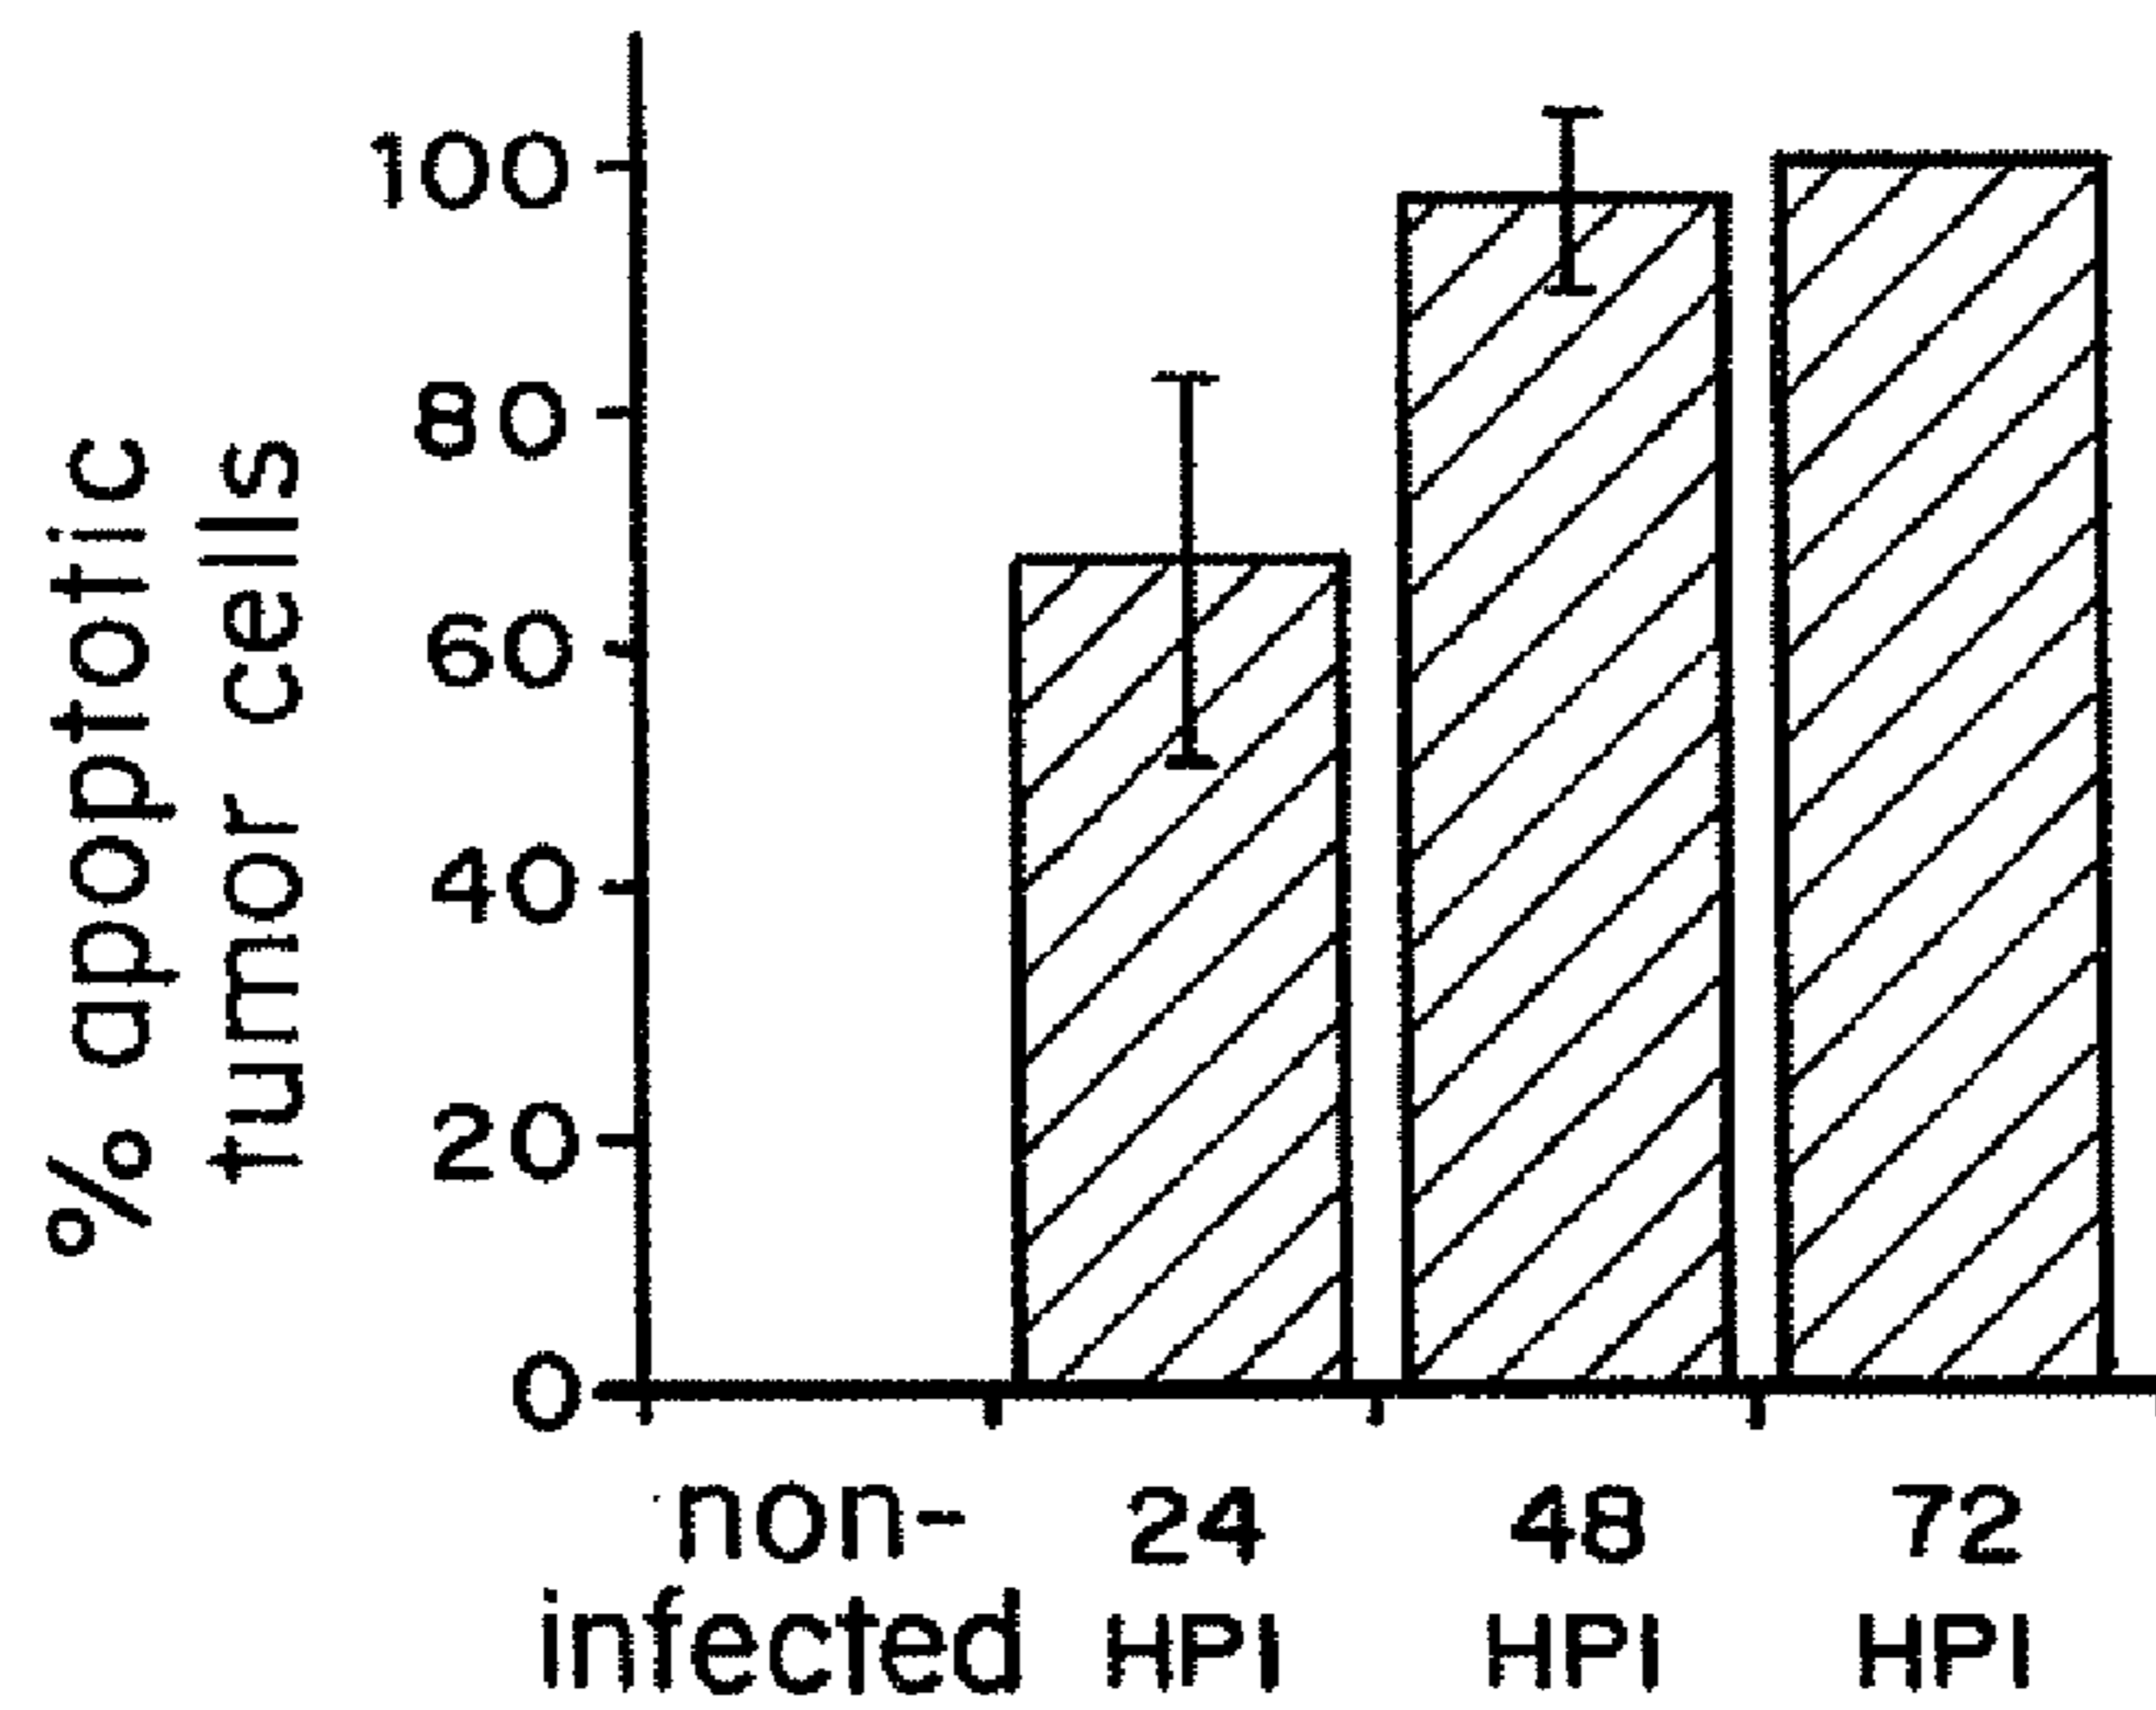 % apoptotic
tumor cells
100
80
60
40
20
0
non-
infected
24
HPI
48
HPI
72
HPI